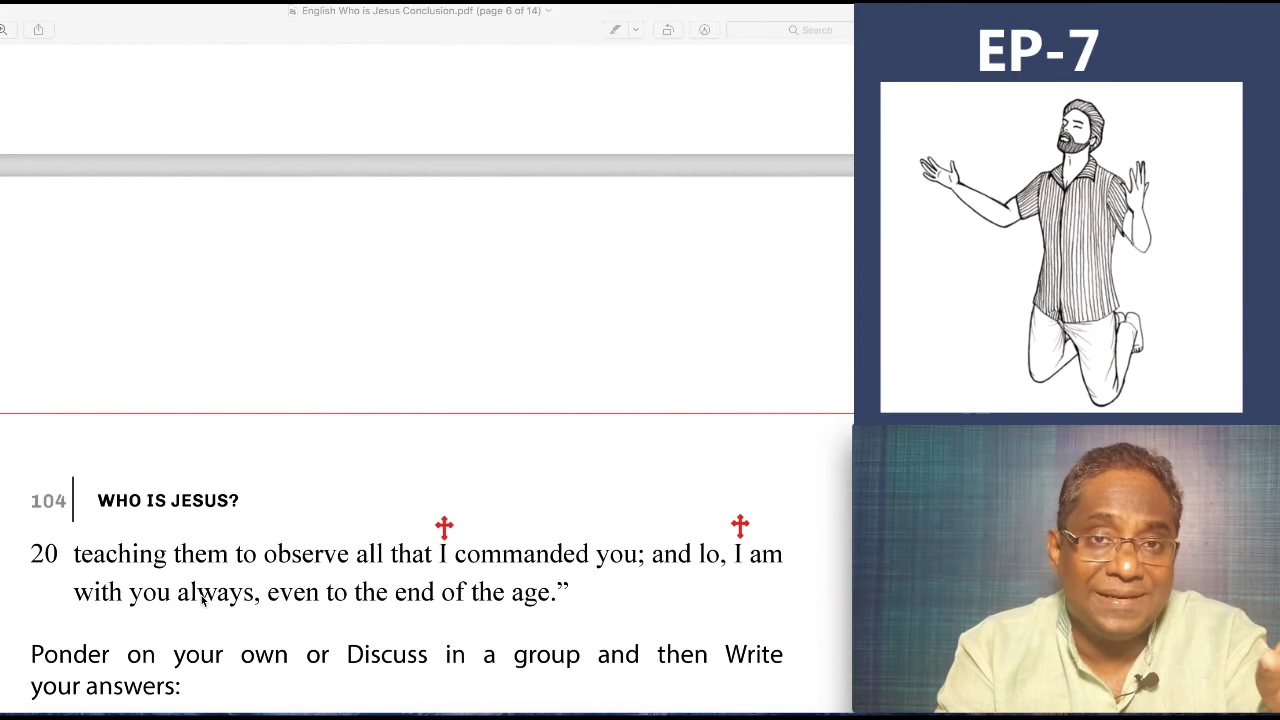 English Who is Jesus Conclusion.pdf (page 6 of 14)
Search
EP-7
104 WHO IS JESUS?
20 teaching them to observe all that I commanded you; and lo, I am
with you always, even to the end of the age.”
Ponder on your own or Discuss in a group and then Write
your answers: